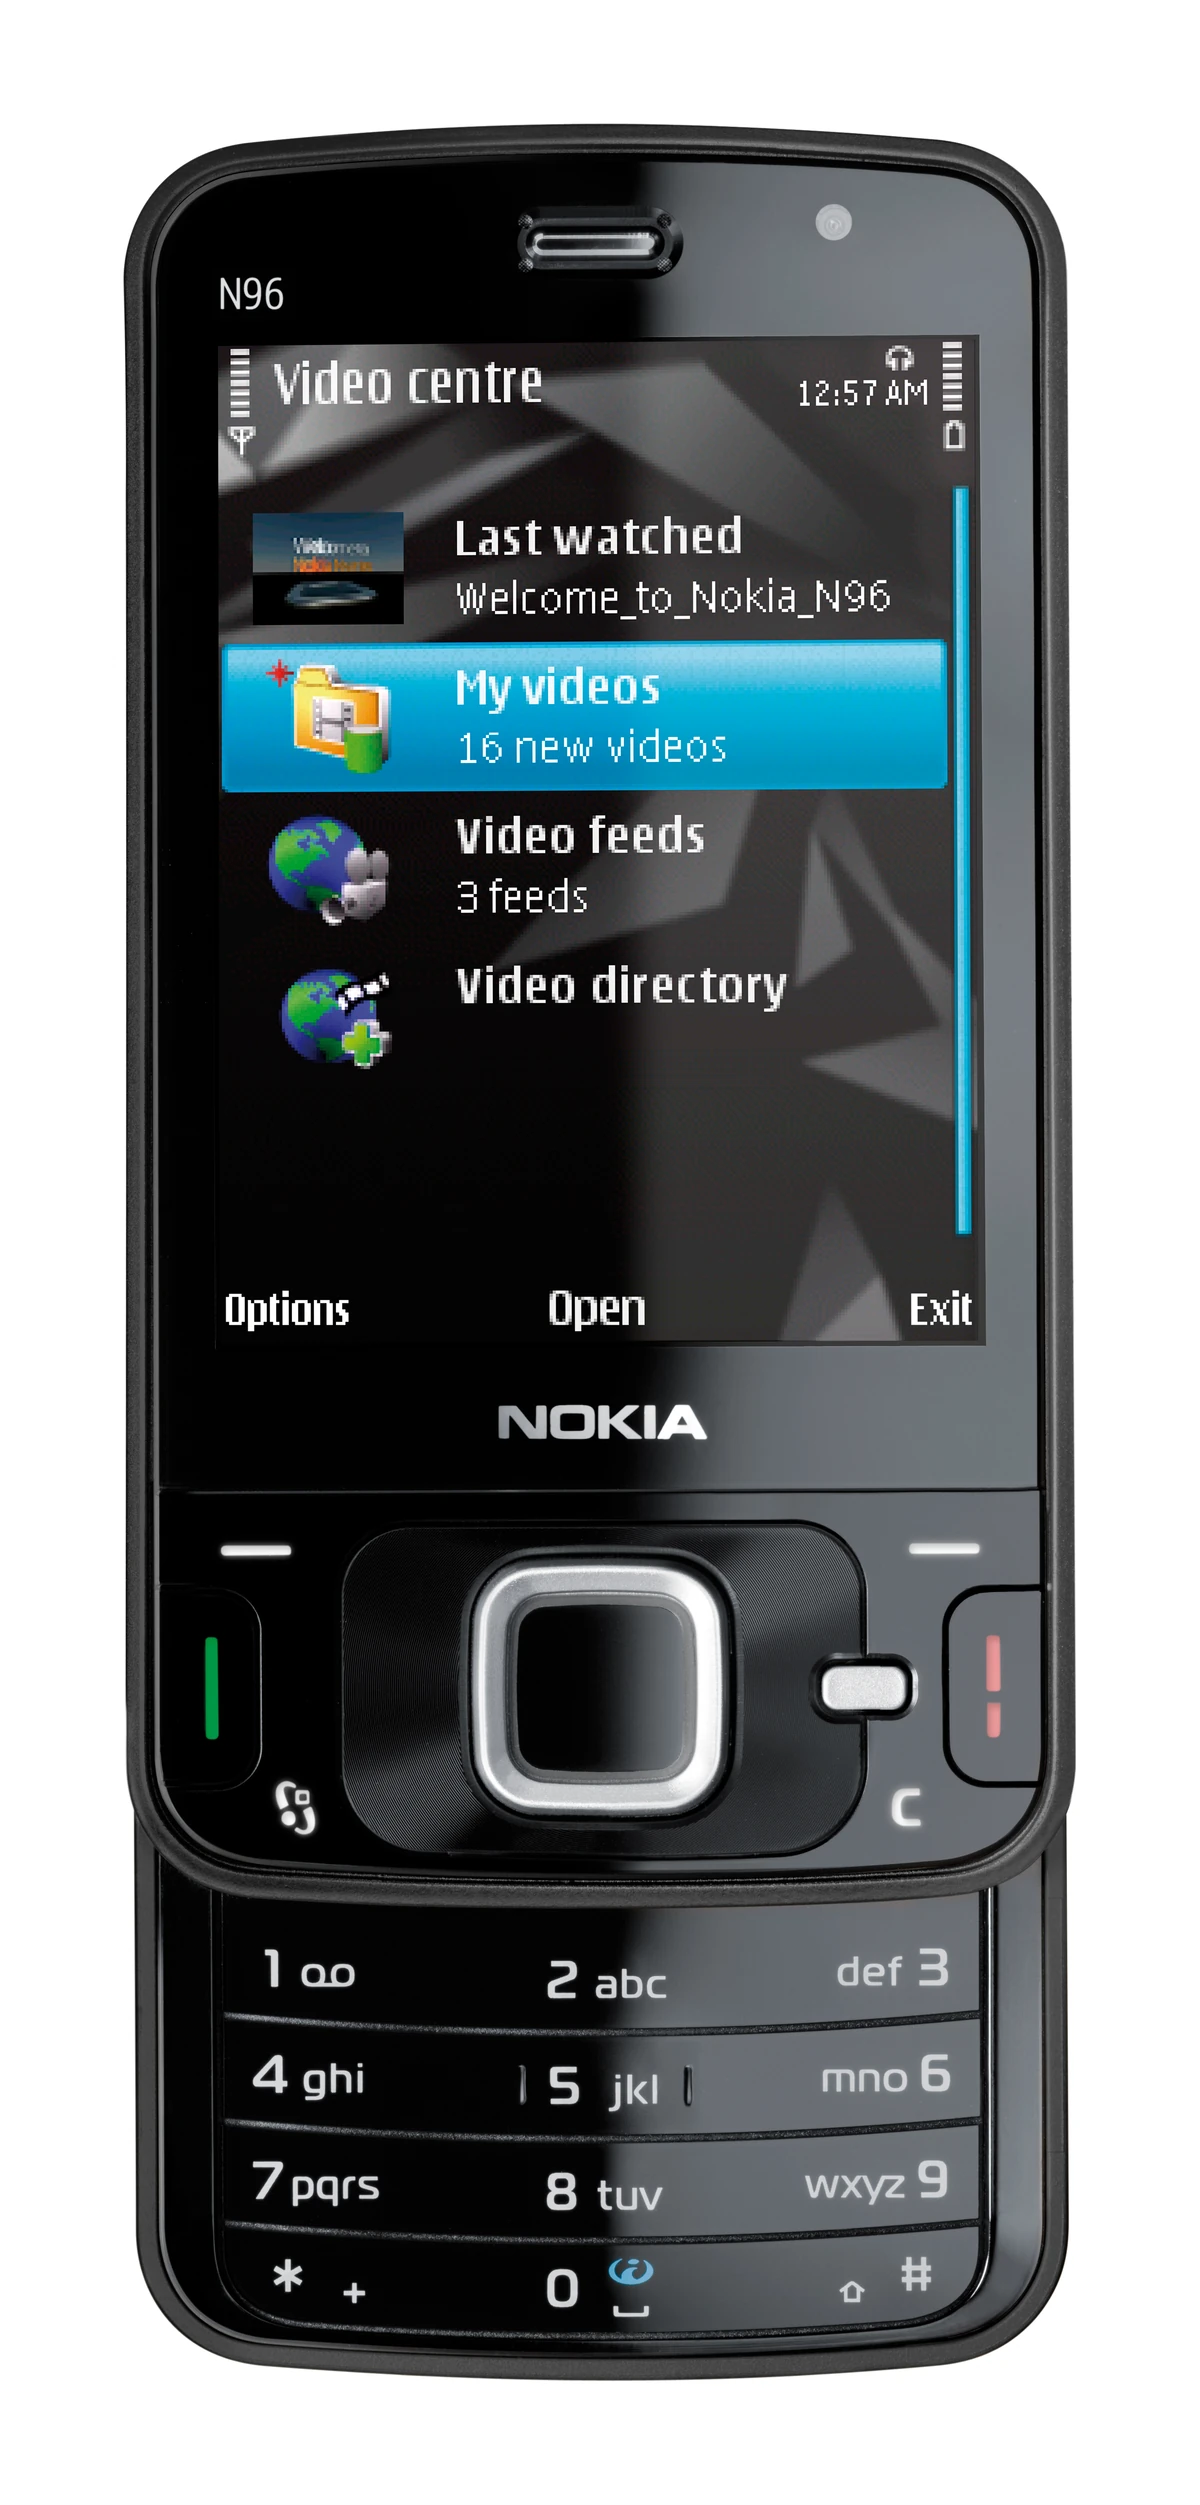 N96
Video centre
12:57 AM
Last watched
Welcome_to_Nokia_N96
My videos
16 new videos
Video feeds
3 feeds
Video directory
Options Open Exit
NOKIA
C
1 2 abc def 3
4 ghi 5 jkl mno 6
7 pqrs 8 tuv wxyz 9
* + 0 #